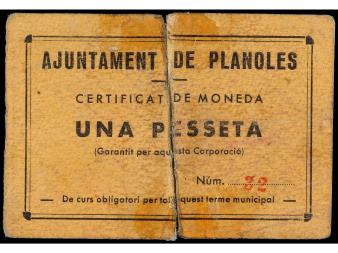 AJUNTAMENT DE PLANOLES
CERTIFICAT DE MONEDA
UNA PESSETA
(Garantit per aquesta Corporació)
Núm. 32
De curs obligatori per tot aquest terme municipal